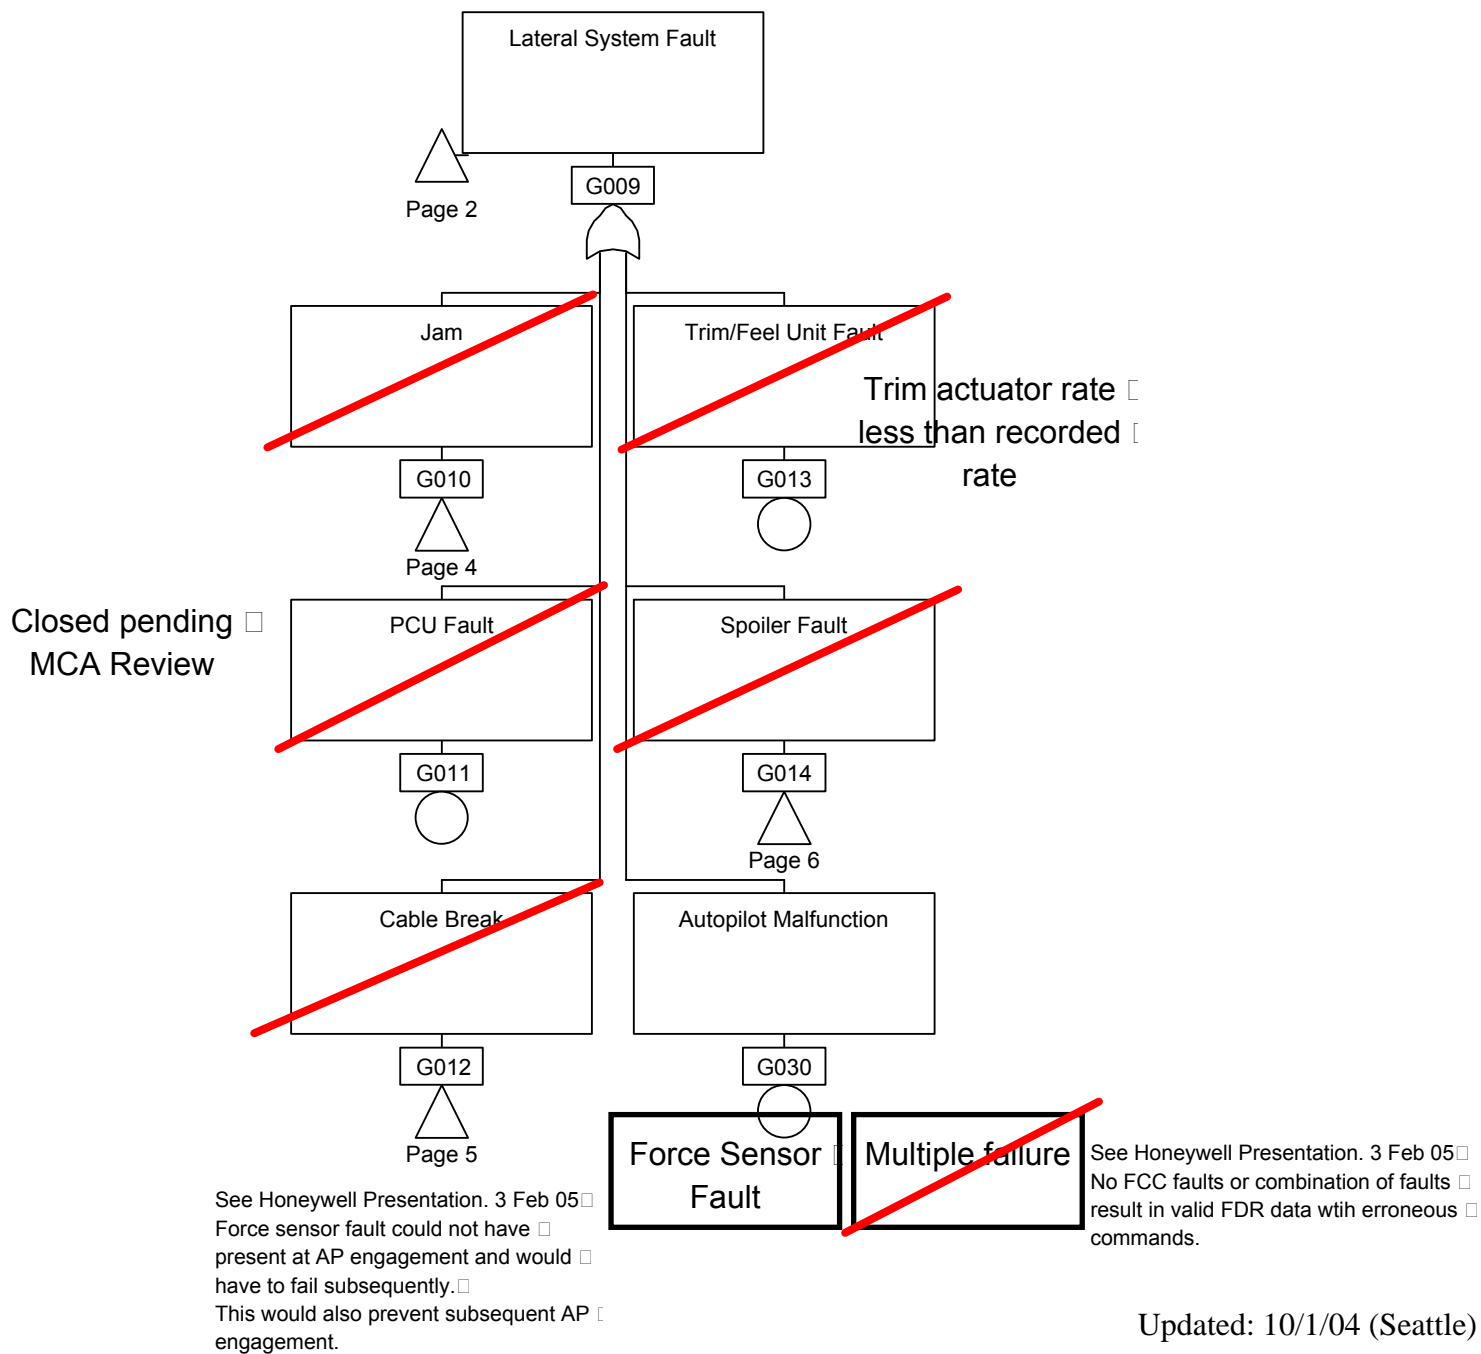 Lateral System Fault
G009
Page 2
Jam
Trim/Feel Unit Fault
Trim actuator rate
less than recorded
rate
G010
G013
Page 4
Closed pending
MCA Review
PCU Fault
Spoiler Fault
G011
G014
Page 6
Cable Break
Autopilot Malfunction
G012
G030
Page 5
Force Sensor
Fault
Multiple failure
See Honeywell Presentation. 3 Feb 05
No FCC faults or combination of faults
result in valid FDR data wtih erroneous
commands.
See Honeywell Presentation. 3 Feb 05
Force sensor fault could not have
present at AP engagement and would
have to fail subsequently.
This would also prevent subsequent AP
engagement.
Updated: 10/1/04 (Seattle)